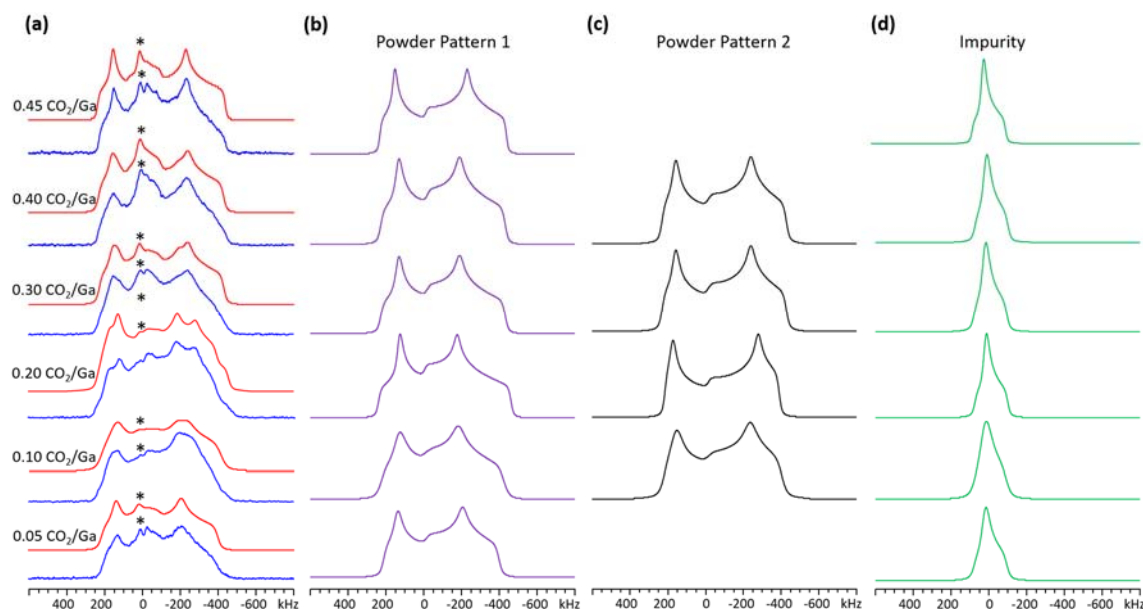 (a) (b) (c) (d)
Powder Pattern 1 Powder Pattern 2 Impurity
*
*
0.45 CO₂/Ga
*
*
0.40 CO₂/Ga
*
*
0.30 CO₂/Ga
*
*
0.20 CO₂/Ga
*
*
0.10 CO₂/Ga
*
*
0.05 CO₂/Ga
400 200 0 -200 -400 -600 kHz 400 200 0 -200 -400 -600 kHz 400 200 0 -200 -400 -600 kHz 400 200 0 -200 -400 -600 kHz